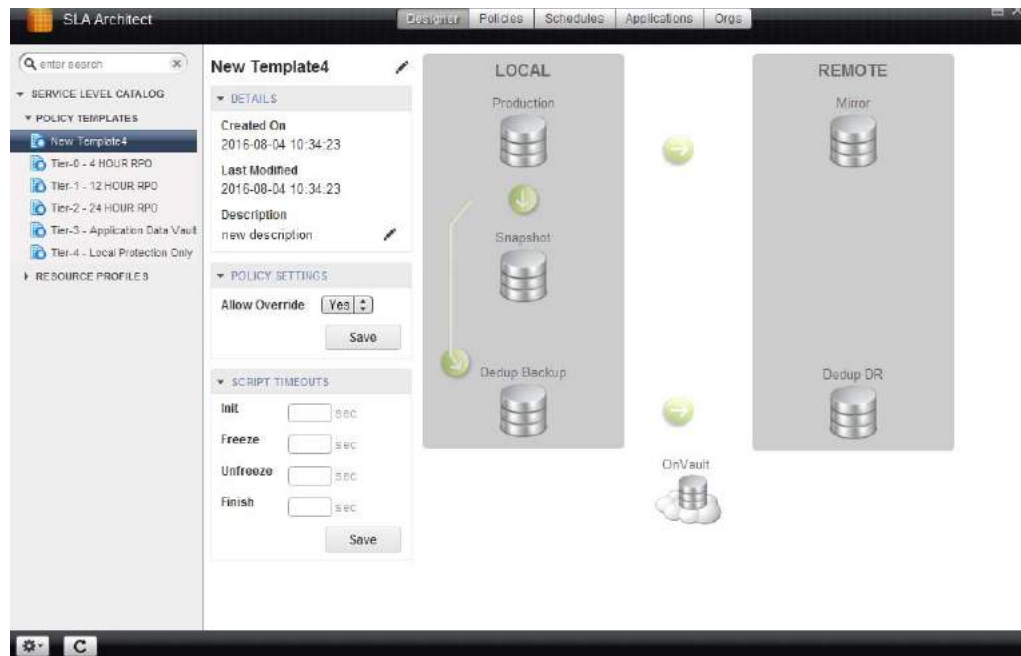 SLA Architect
Designer Policies Schedules Applications Orgs
enter search
SERVICE LEVEL CATALOG
POLICY TEMPLATES
New Template4
Tier-0 - 4 HOUR RPO
Tier-1 - 12 HOUR RPO
Tier-2 - 24 HOUR RPO
Tier-3 - Application Data Vault
Tier-4 - Local Protection Only
RESOURCE PROFILES
New Template4
DETAILS
Created On
2016-08-04 10:34:23
Last Modified
2016-08-04 10:34:23
Description
new description
POLICY SETTINGS
Allow Override Yes
Save
SCRIPT TIMEOUTS
Init sec
Freeze sec
Unfreeze sec
Finish sec
Save
LOCAL
Production
Snapshot
Dedup Backup
OnVault
REMOTE
Mirror
Dedup DR